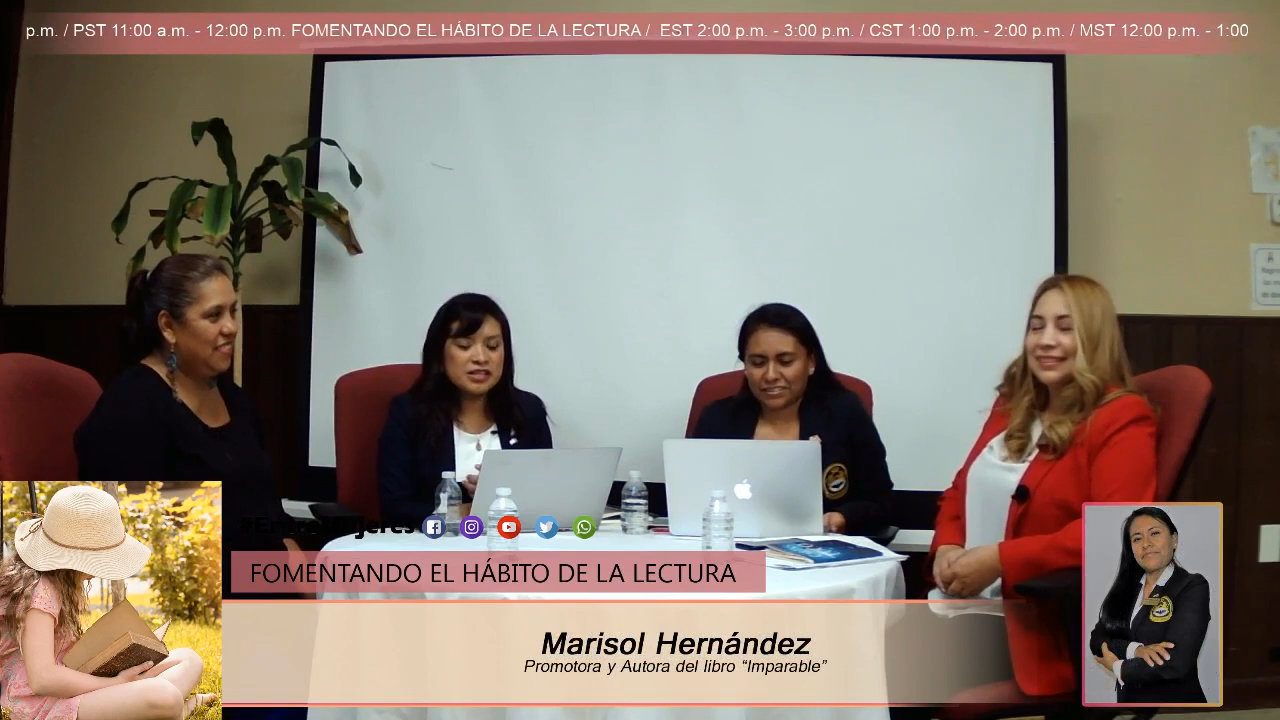 p.m. / PST 11:00 a.m. - 12:00 p.m. FOMENTANDO EL HÁBITO DE LA LECTURA / EST 2:00 p.m. - 3:00 p.m. / CST 1:00 p.m. - 2:00 p.m. / MST 12:00 p.m. - 1:00
#EntreMujeres
FOMENTANDO EL HÁBITO DE LA LECTURA
Marisol Hernández
Promotora y Autora del libro “Imparable”